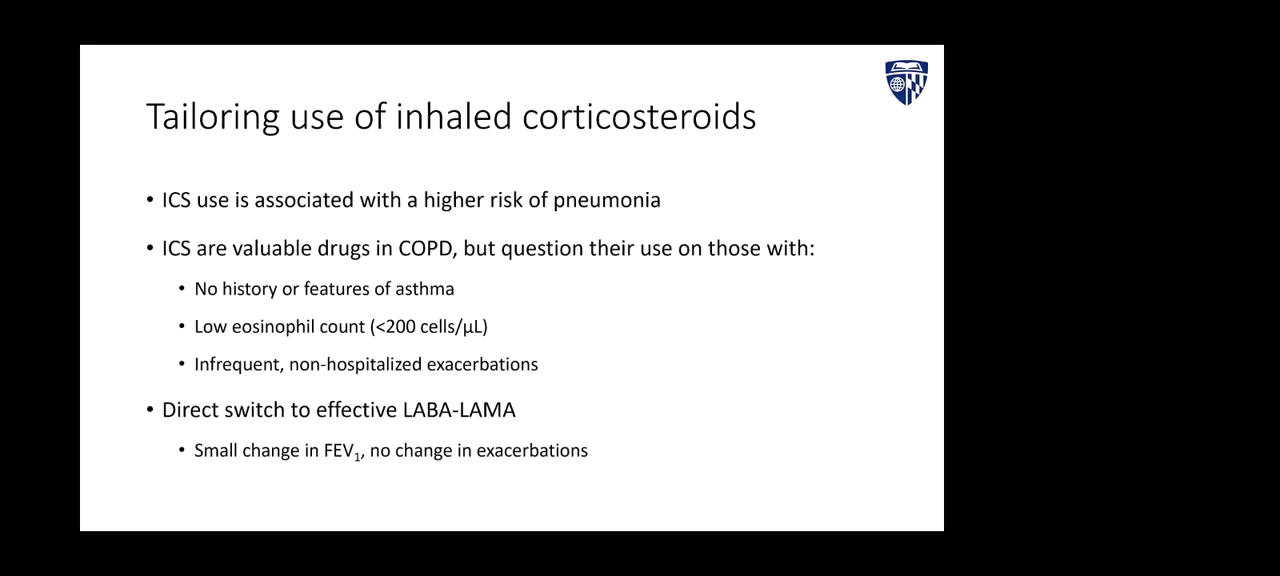 Tailoring use of inhaled corticosteroids
• ICS use is associated with a higher risk of pneumonia
• ICS are valuable drugs in COPD, but question their use on those with:
• No history or features of asthma
• Low eosinophil count (<200 cells/µL)
• Infrequent, non-hospitalized exacerbations
• Direct switch to effective LABA-LAMA
• Small change in FEV₁, no change in exacerbations